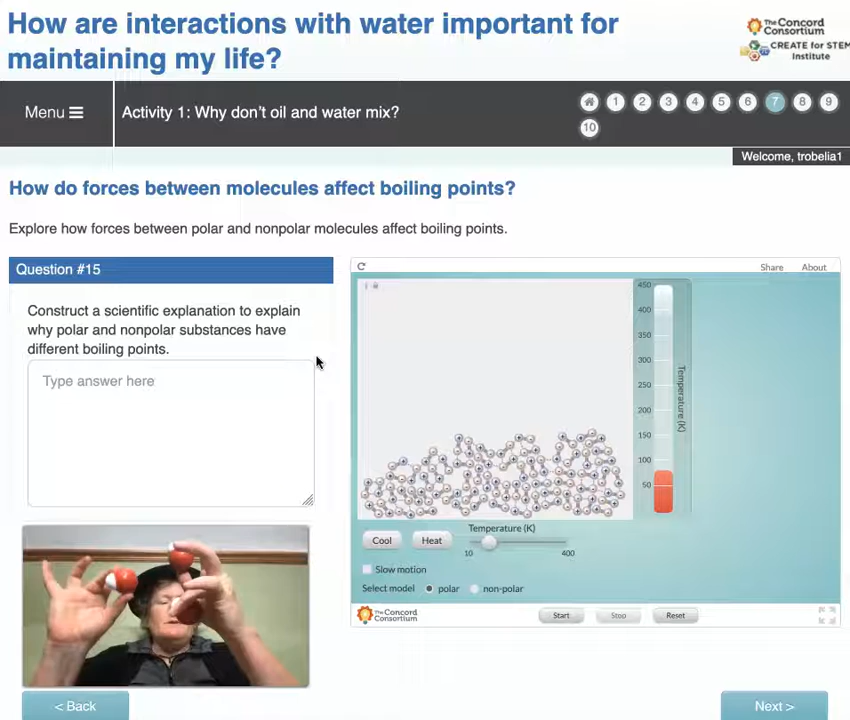 How are interactions with water important for
maintaining my life?
The Concord
Consortium
CREATE for STEM
Institute
Menu
Activity 1: Why don't oil and water mix?
1 2 3 4 5 6 7 8 9
10
Welcome, trobelia1
How do forces between molecules affect boiling points?
Explore how forces between polar and nonpolar molecules affect boiling points.
Question #15
Construct a scientific explanation to explain
why polar and nonpolar substances have
different boiling points.
Type answer here
Share About
450
400
350
300
250
200
150
100
50
Temperature (K)
Temperature (K)
Cool Heat
10 400
Slow motion
Select model polar non-polar
The Concord
Consortium
Start Stop Reset
< Back
Next >